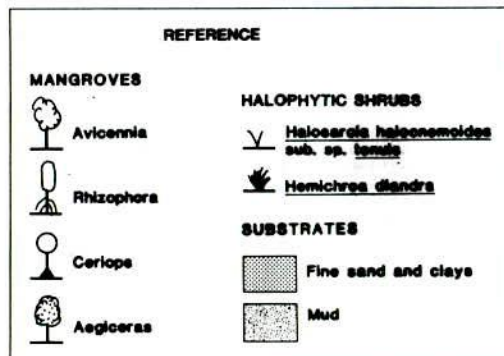 REFERENCE
MANGROVES
Avicennia
Rhizophora
Ceriops
Aegiceras
HALOPHYTIC SHRUBS
Halosarcia halocnemoides
sub. sp. tenuis
Hemichroa diandra
SUBSTRATES
Fine sand and clays
Mud